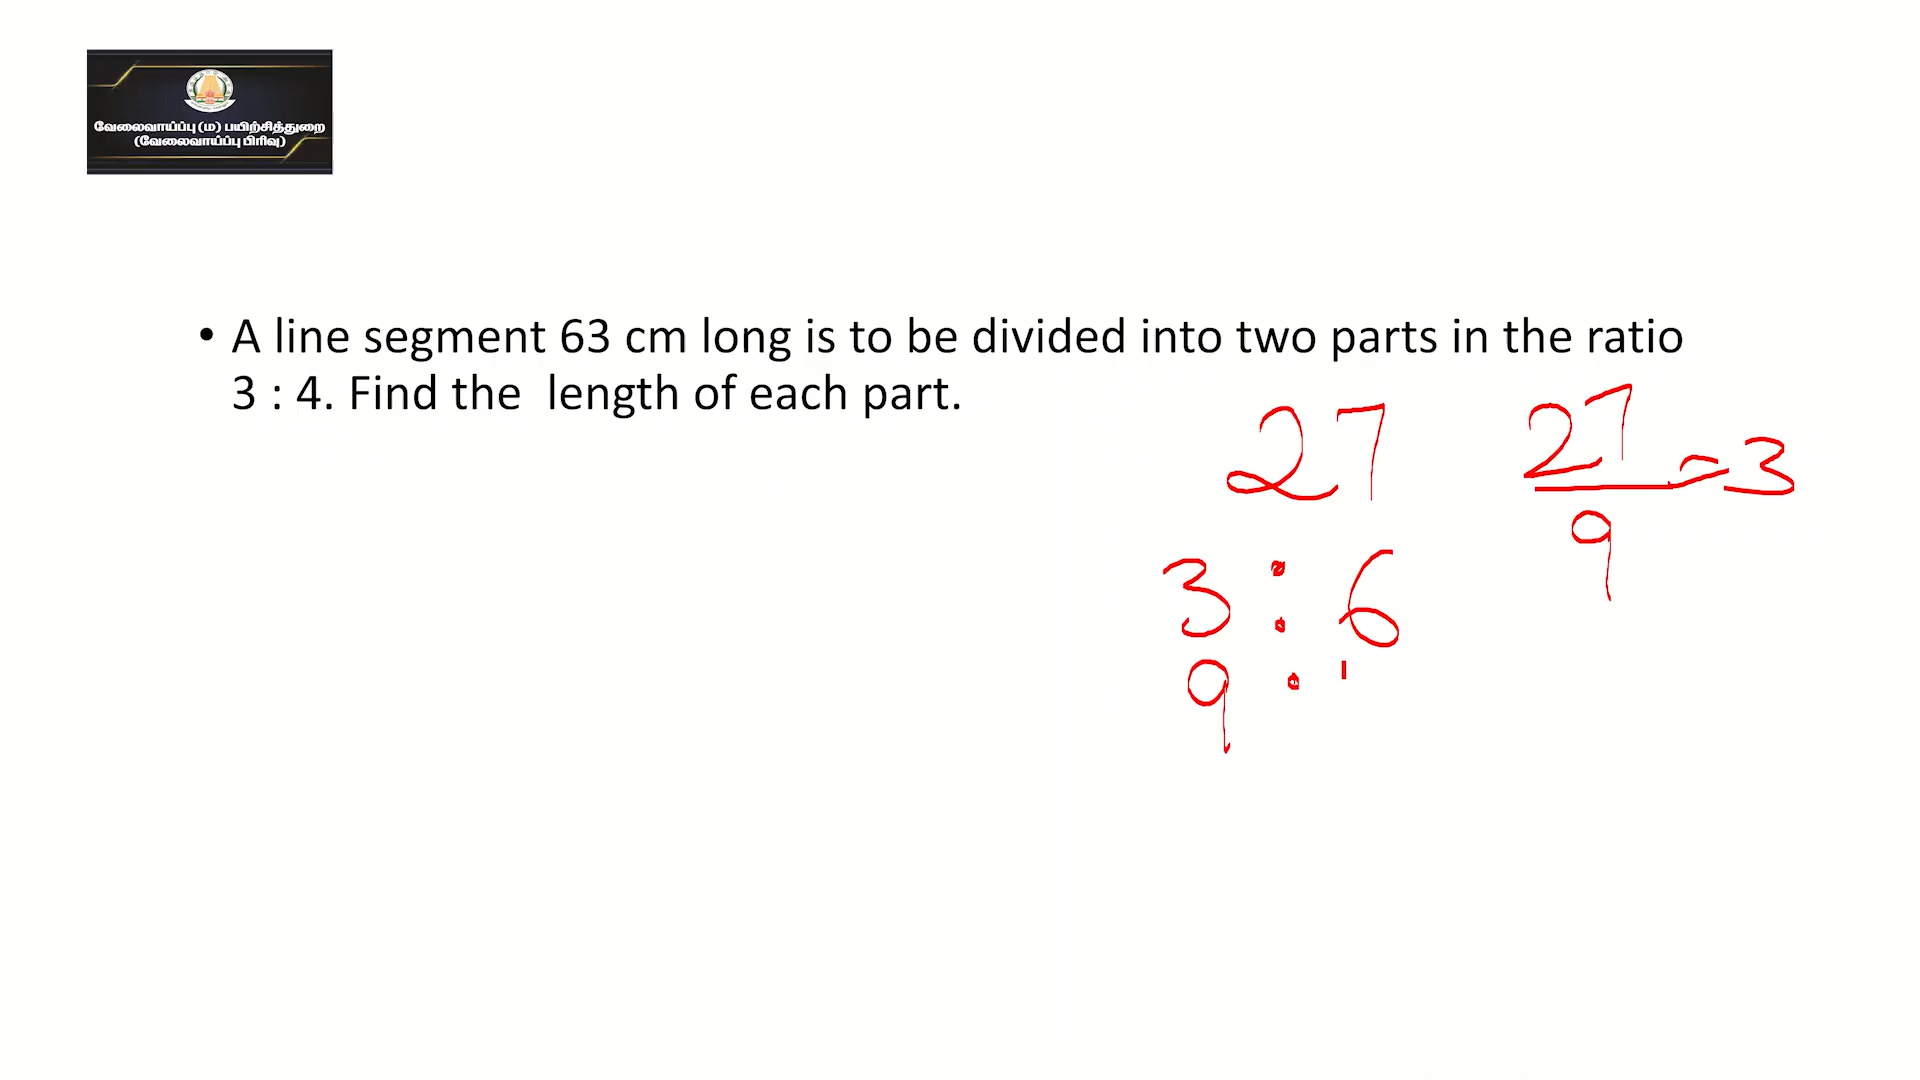 வேலைவாய்ப்பு (ம) பயிற்சித்துறை
(வேலைவாய்ப்பு பிரிவு)
• A line segment 63 cm long is to be divided into two parts in the ratio
3 : 4. Find the length of each part.
27
27
9
= 3
3 : 6
9 .